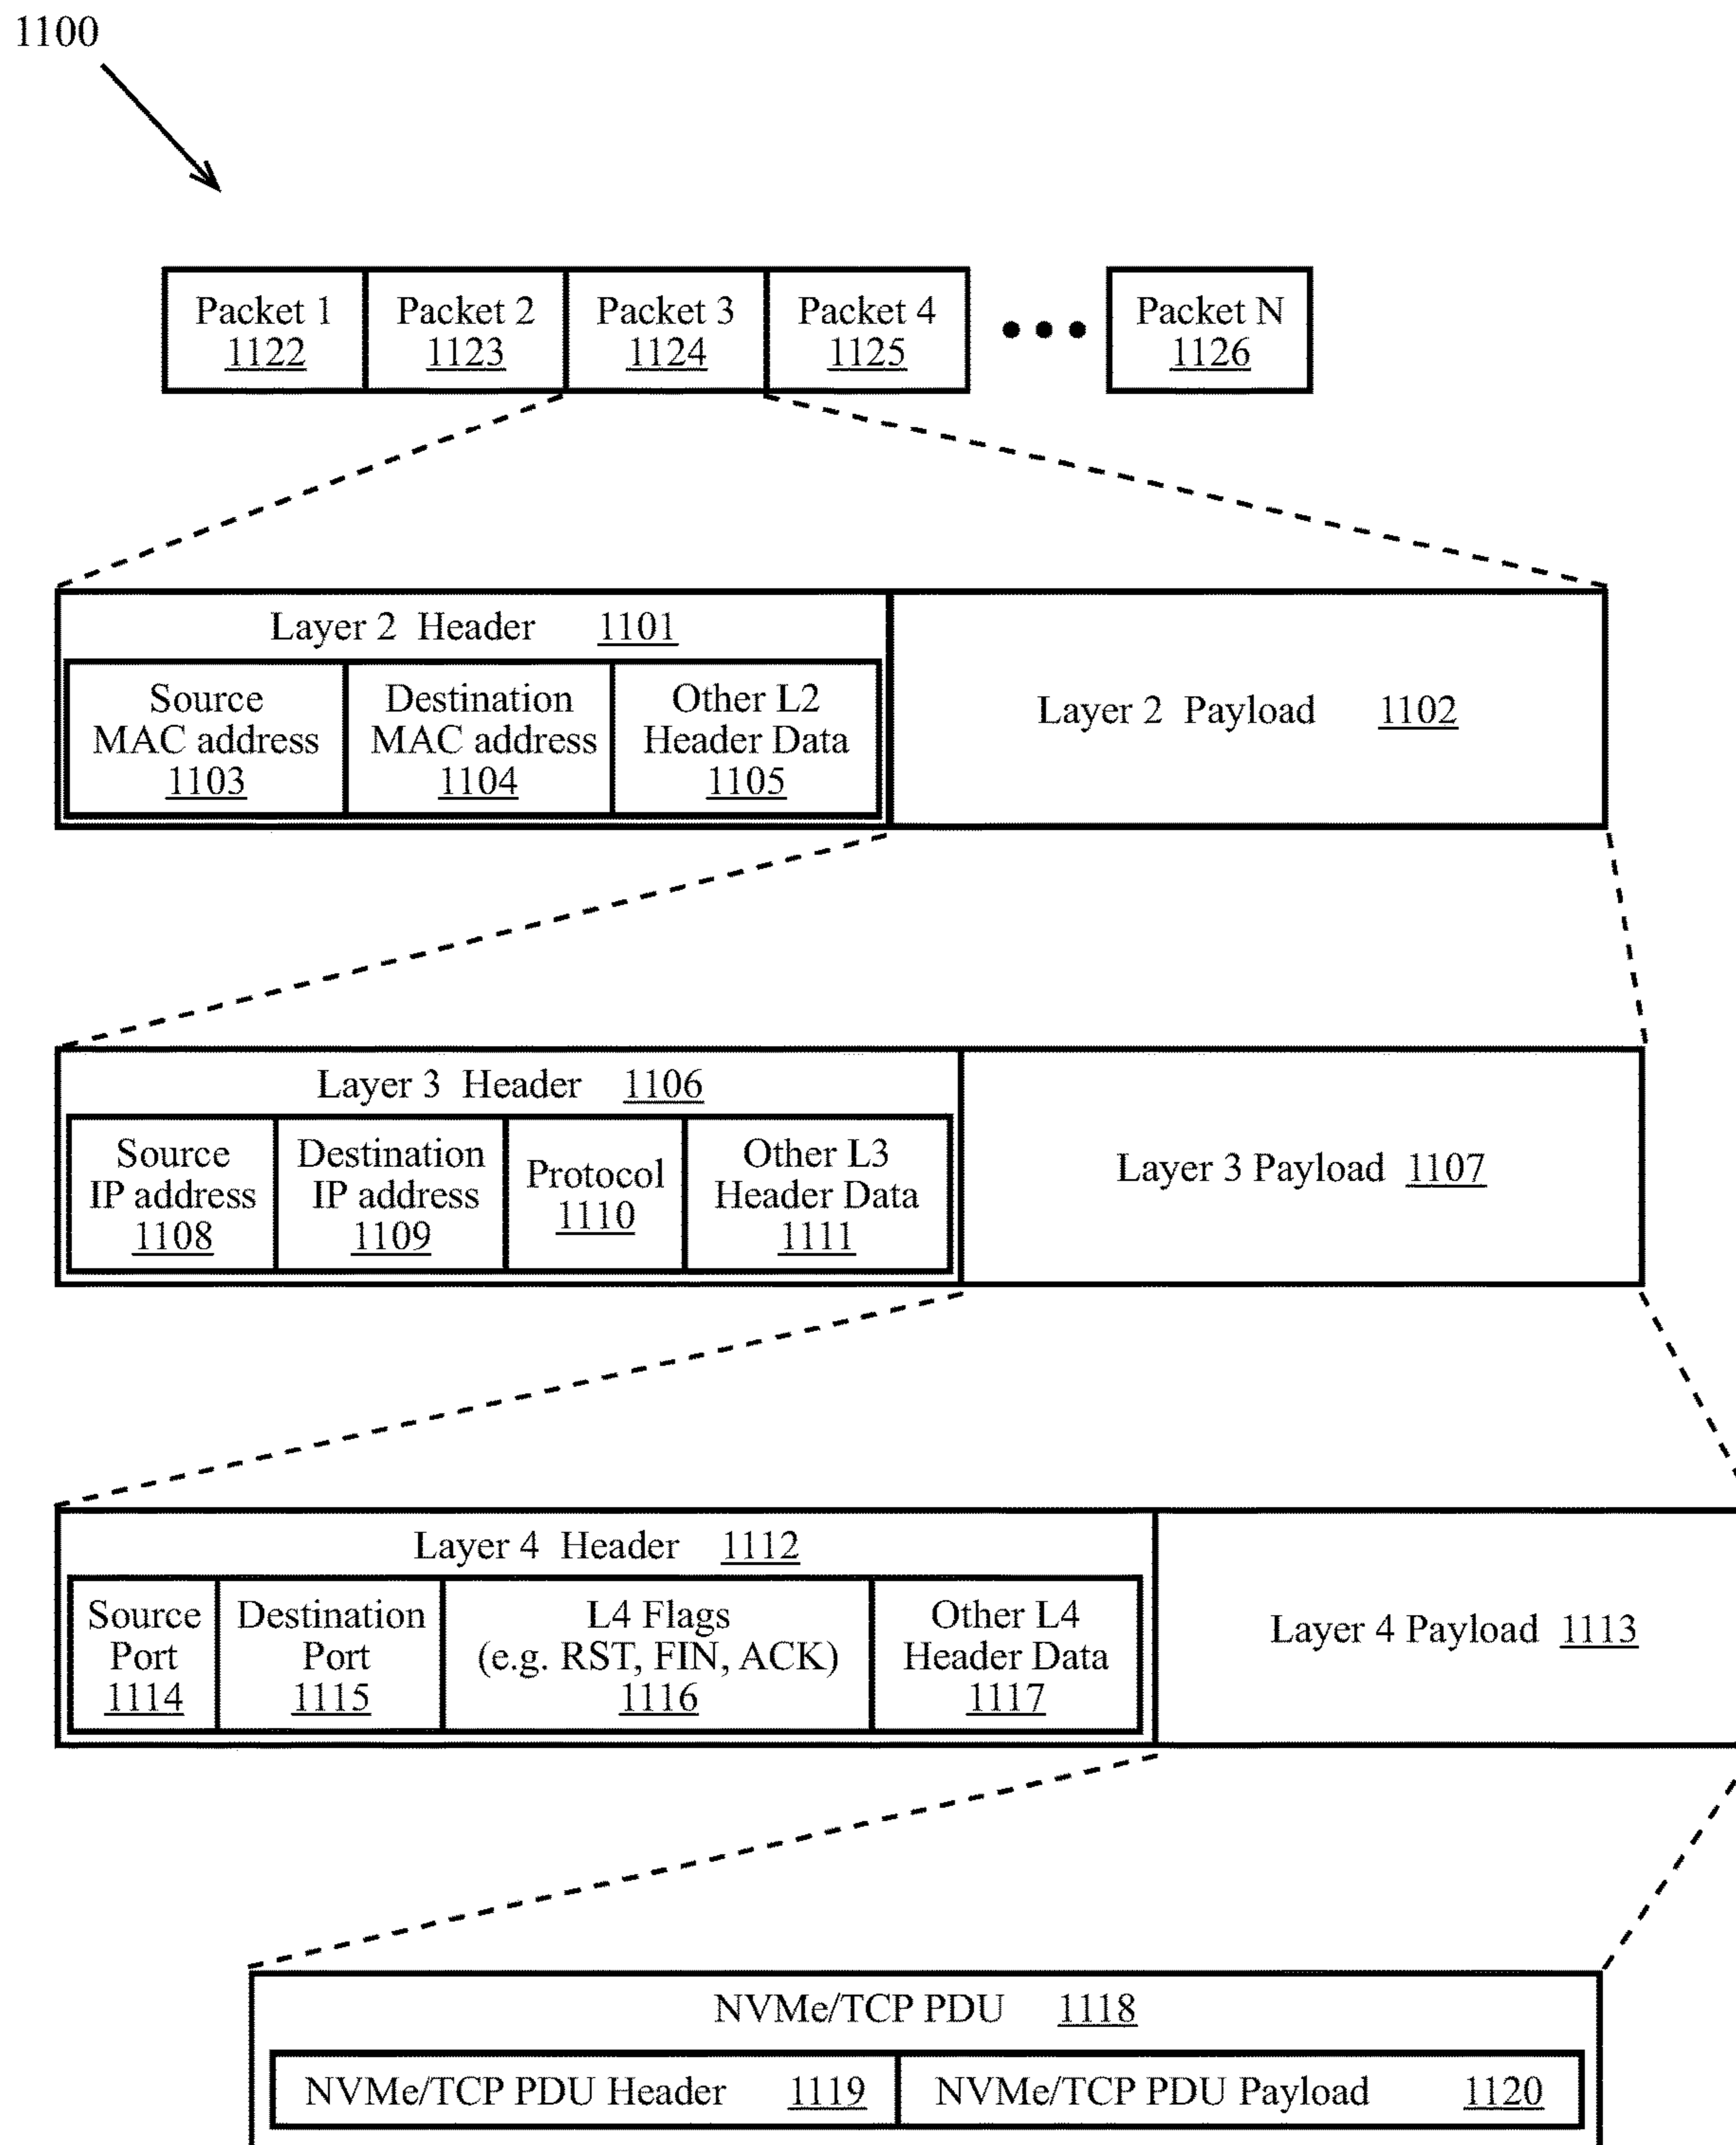 1100
Packet 1
1122
Packet 2
1123
Packet 3
1124
Packet 4
1125
Packet N
1126
Layer 2 Header 1101
Source
MAC address
1103
Destination
MAC address
1104
Other L2
Header Data
1105
Layer 2 Payload 1102
Layer 3 Header 1106
Source
IP address
1108
Destination
IP address
1109
Protocol
1110
Other L3
Header Data
1111
Layer 3 Payload 1107
Layer 4 Header 1112
Source
Port
1114
Destination
Port
1115
L4 Flags
(e.g. RST, FIN, ACK)
1116
Other L4
Header Data
1117
Layer 4 Payload 1113
NVMe/TCP PDU 1118
NVMe/TCP PDU Header 1119
NVMe/TCP PDU Payload 1120